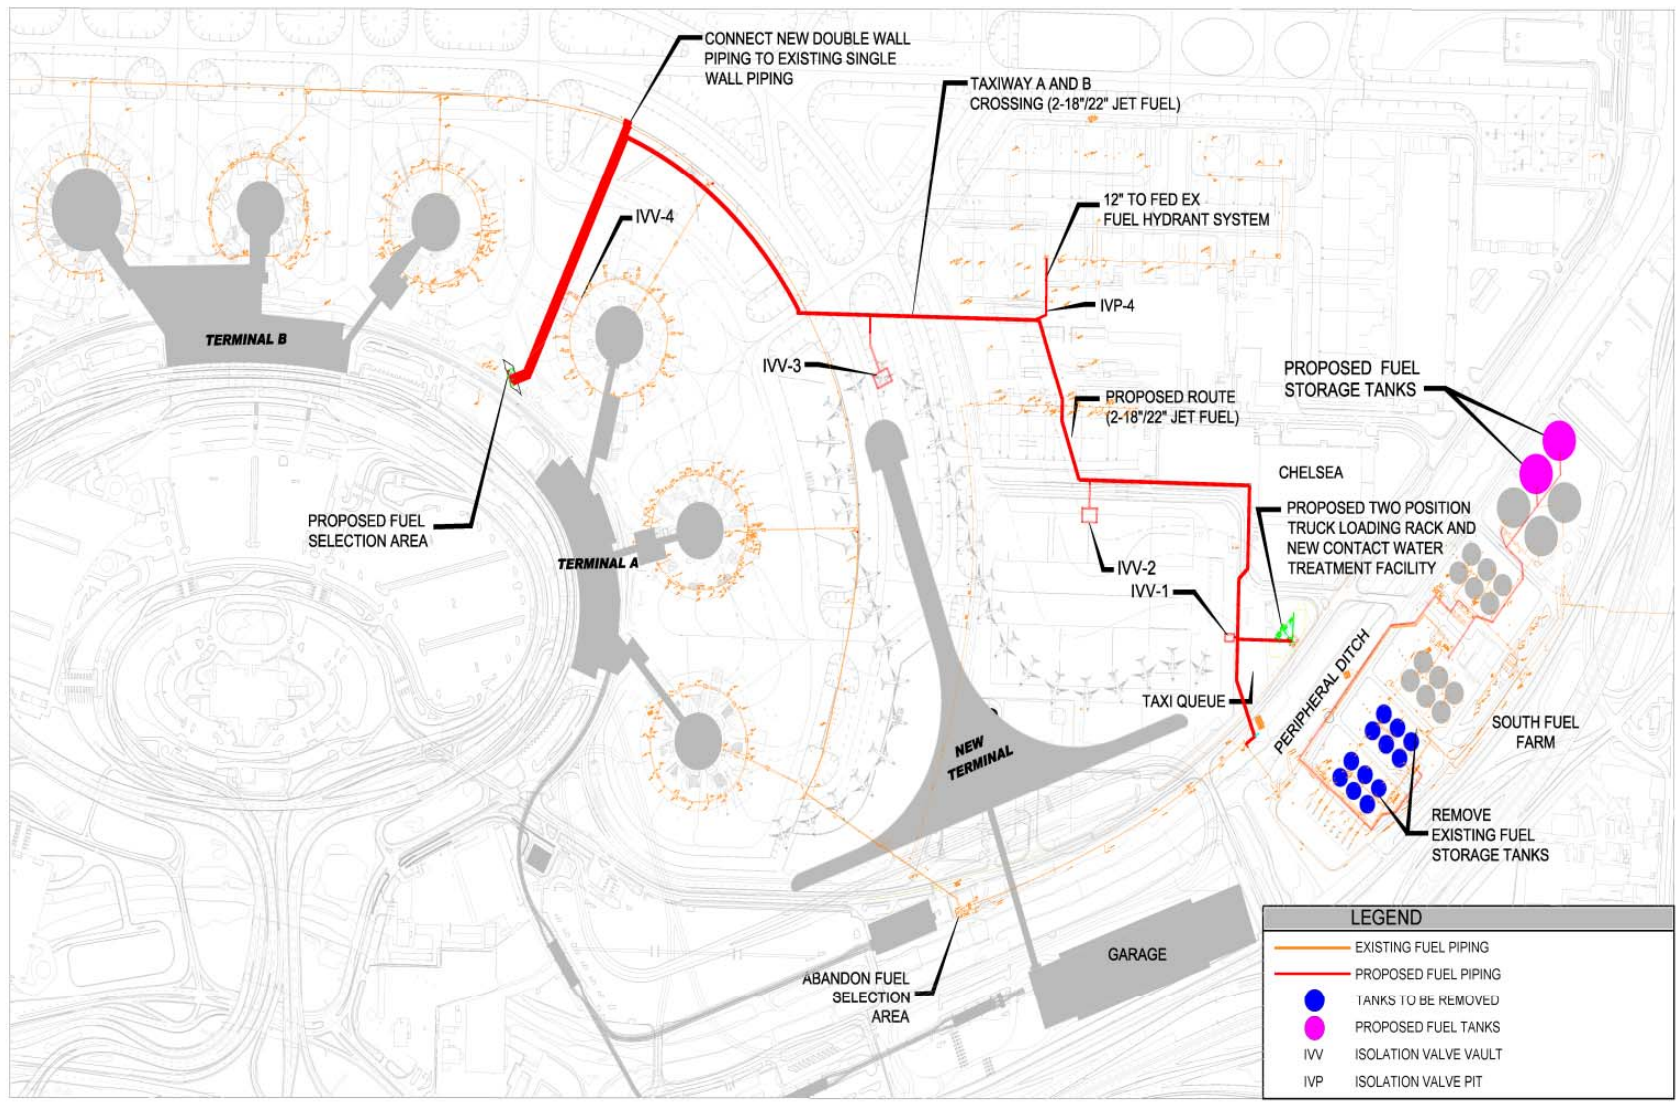 CONNECT NEW DOUBLE WALL
PIPING TO EXISTING SINGLE
WALL PIPING
TAXIWAY A AND B
CROSSING (2-18"/22" JET FUEL)
12" TO FED EX
FUEL HYDRANT SYSTEM
IVV-4
IVP-4
TERMINAL B
IVV-3
PROPOSED FUEL
STORAGE TANKS
PROPOSED ROUTE
(2-18"/22" JET FUEL)
CHELSEA
PROPOSED TWO POSITION
TRUCK LOADING RACK AND
NEW CONTACT WATER
TREATMENT FACILITY
PROPOSED FUEL
SELECTION AREA
TERMINAL A
IVV-2
IVV-1
PERIPHERAL DITCH
TAXI QUEUE
SOUTH FUEL
FARM
NEW
TERMINAL
REMOVE
EXISTING FUEL
STORAGE TANKS
GARAGE
ABANDON FUEL
SELECTION
AREA
LEGEND
EXISTING FUEL PIPING
PROPOSED FUEL PIPING
TANKS TO BE REMOVED
PROPOSED FUEL TANKS
IVV ISOLATION VALVE VAULT
IVP ISOLATION VALVE PIT